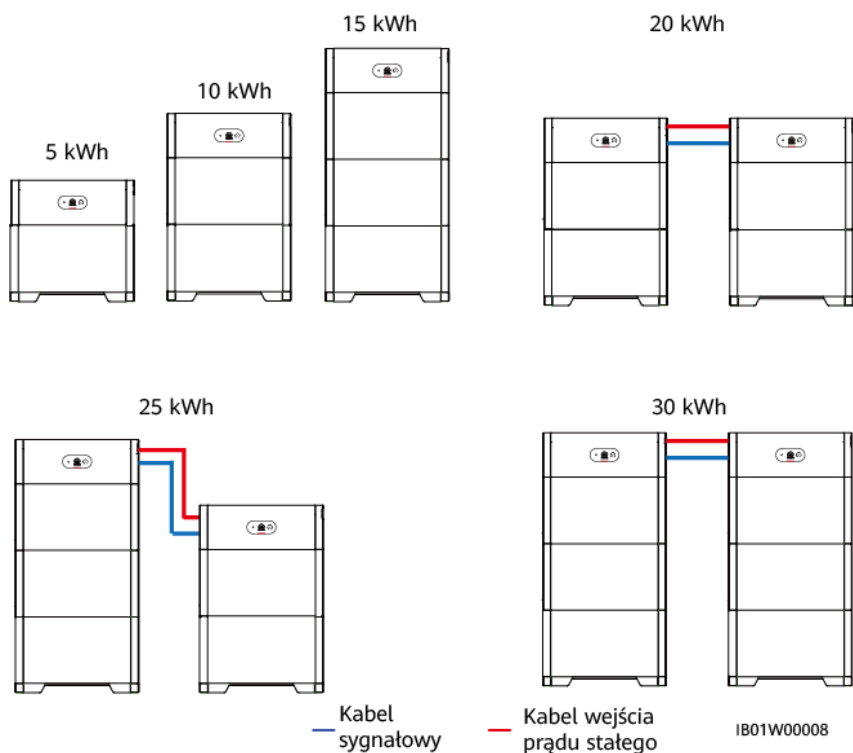 15 kWh
20 kWh
10 kWh
5 kWh
25 kWh
30 kWh
Kabel
sygnałowy
Kabel wejścia
prądu stałego
IB01W00008